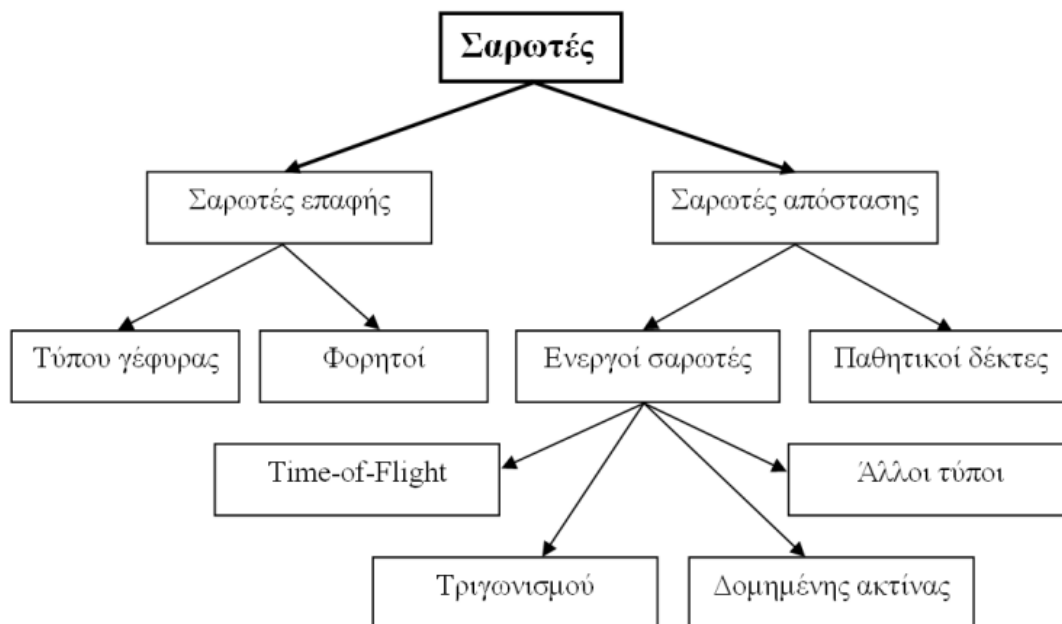 Σαρωτές
Σαρωτές επαφής
Σαρωτές απόστασης
Τύπου γέφυρας
Φορητοί
Ενεργοί σαρωτές
Παθητικοί δέκτες
Time-of-Flight
Άλλοι τύποι
Τριγωνισμού
Δομημένης ακτίνας